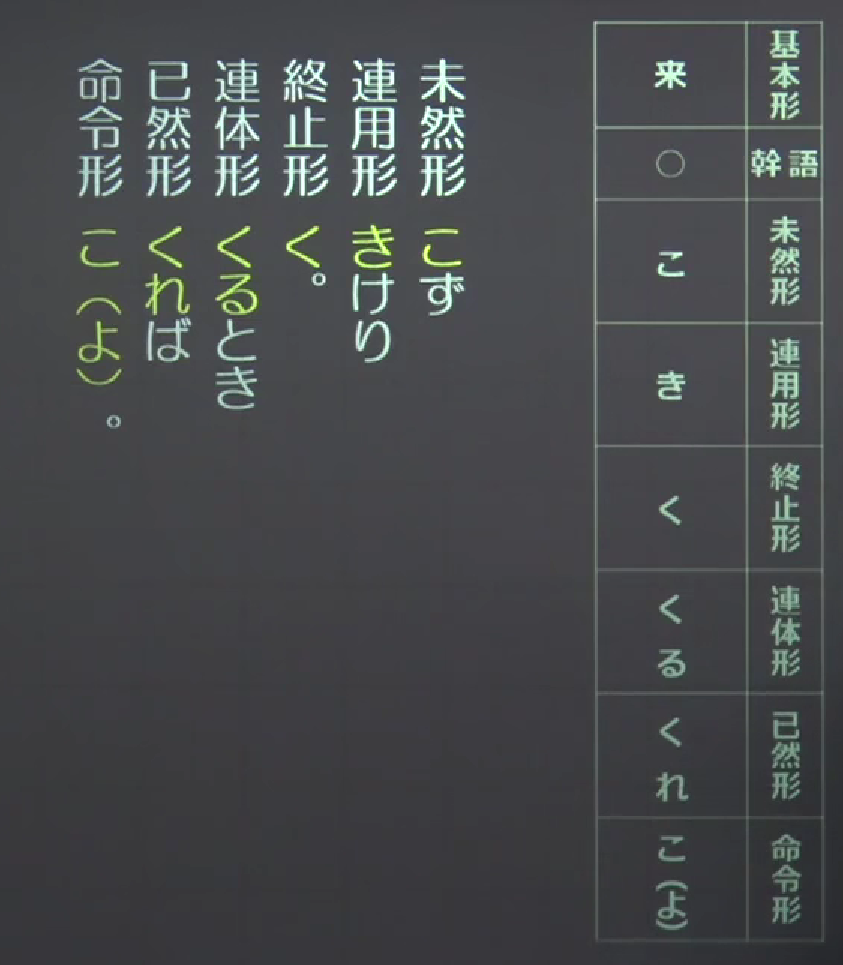 基本形
語幹
未然形
連用形
終止形
連体形
已然形
命令形
来
○
こ
き
く
くる
くれ
こ（よ）
未然形 こず
連用形 きけり
終止形 く。
連体形 くるとき
已然形 くれば
命令形 こ（よ）。